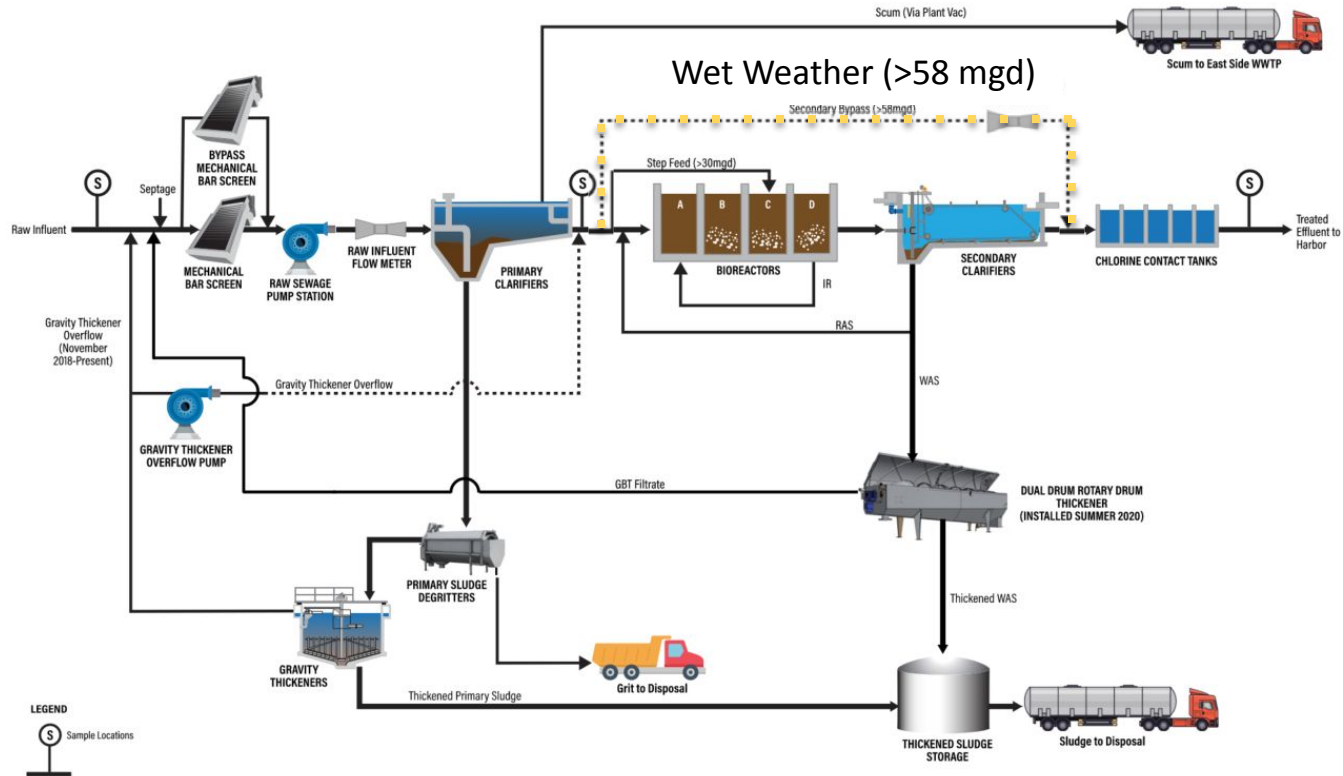 Scum (Via Plant Vac)
Scum to East Side WWTP
Wet Weather (>58 mgd)
Secondary Bypass (>58mgd)
BYPASS
MECHANICAL
BAR SCREEN
Step Feed (>30mgd)
S
Septage
S
S
A
B
C
D
Raw Influent
RAW INFLUENT
FLOW METER
Treated
Effluent to
Harbor
MECHANICAL
BAR SCREEN
RAW SEWAGE
PUMP STATION
PRIMARY
CLARIFIERS
BIOREACTORS
SECONDARY
CLARIFIERS
CHLORINE CONTACT TANKS
IR
RAS
Gravity Thickener
Overflow
(November
2018-Present)
Gravity Thickener Overflow
WAS
GRAVITY THICKENER
OVERFLOW PUMP
GBT Filtrate
DUAL DRUM ROTARY DRUM
THICKENER
(INSTALLED SUMMER 2020)
PRIMARY SLUDGE
DEGRITTERS
Thickened WAS
GRAVITY
THICKENERS
Grit to Disposal
Thickened Primary Sludge
LEGEND
S
Sample Locations
THICKENED SLUDGE
STORAGE
Sludge to Disposal